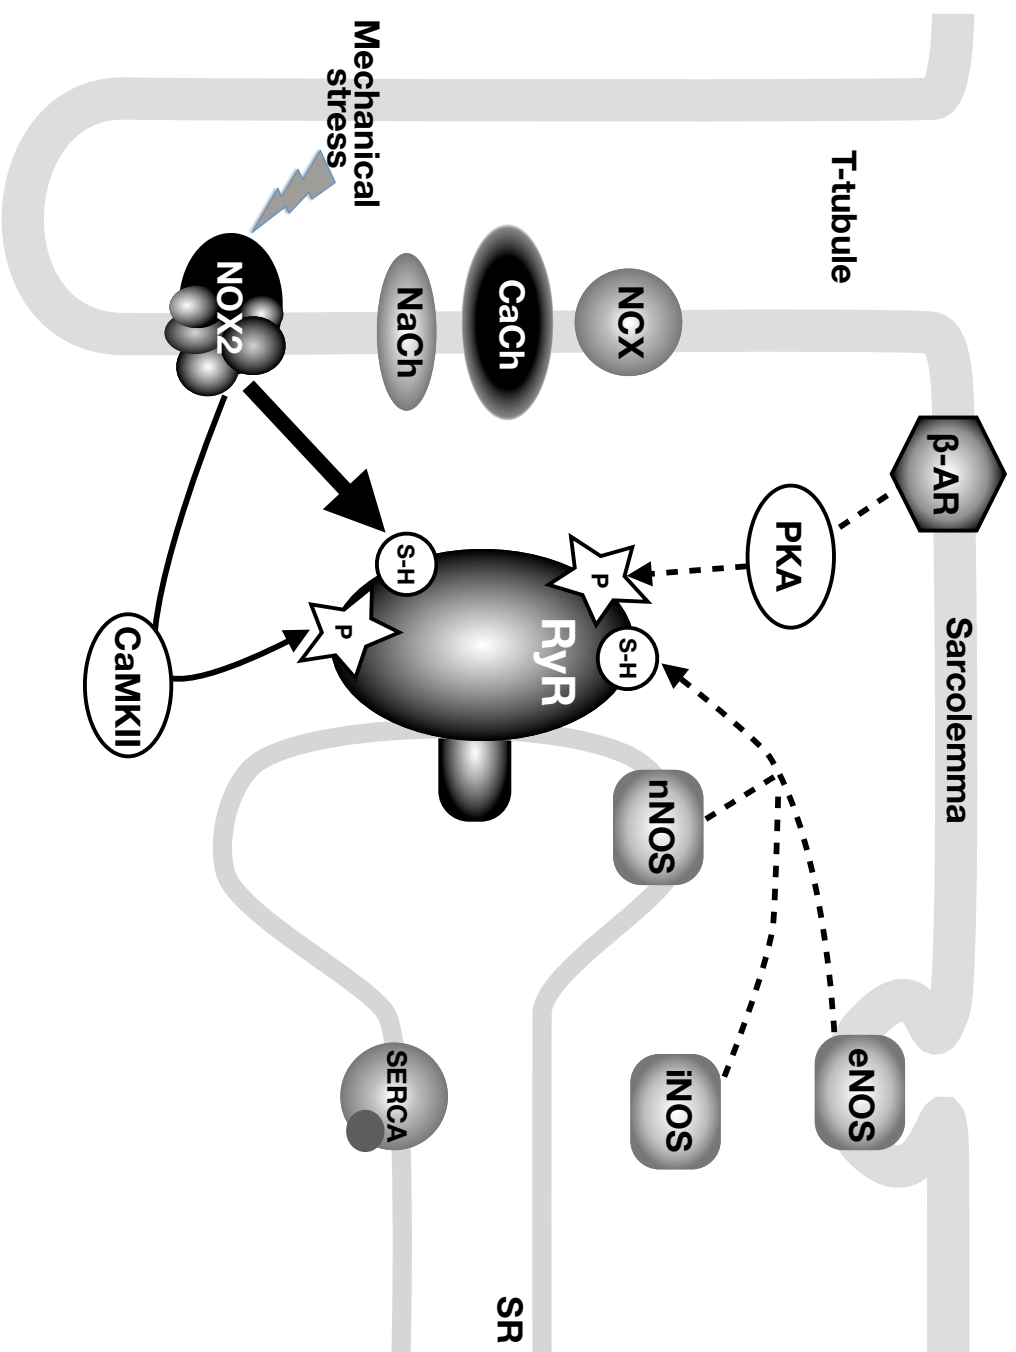 Sarcolemma
β-AR
T-tubule
eNOS
PKA
iNOS
nNOS
NCX
S-H
P
CaCh
RyR
SR
NaCh
S-H
SERCA
Mechanical
stress
P
NOX2
CaMKII